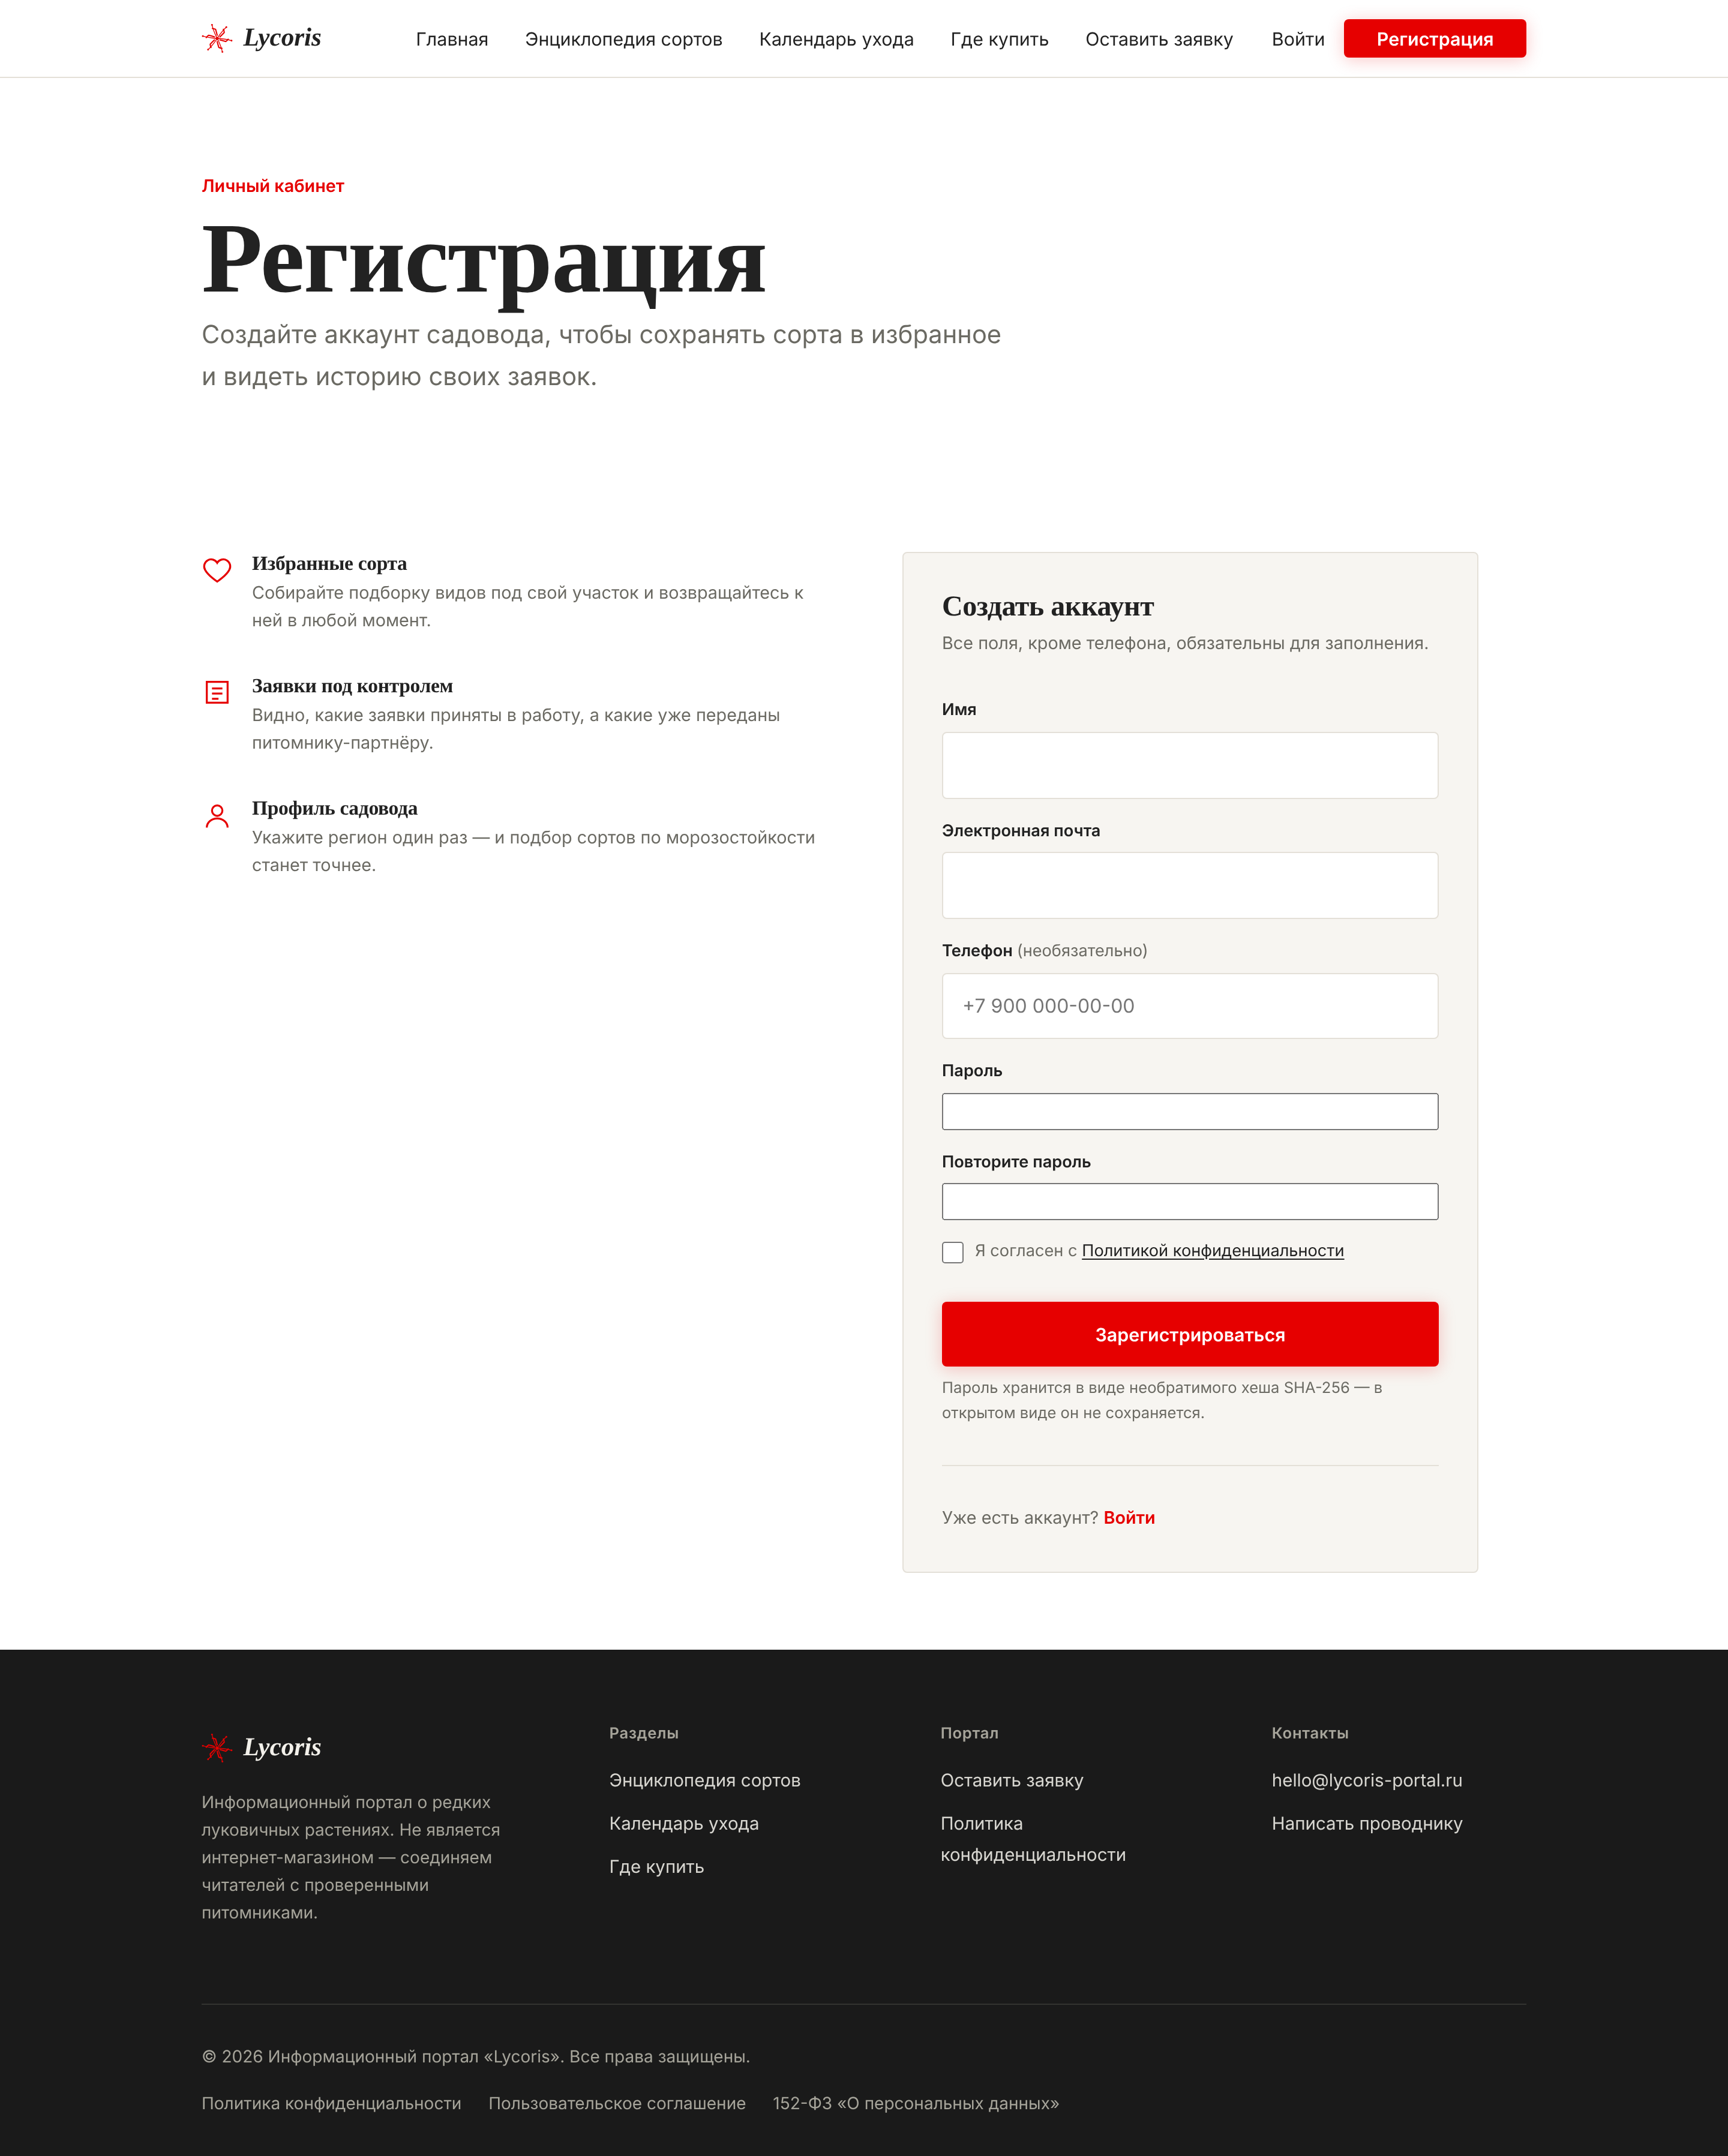 Lycoris
Главная Энциклопедия сортов Календарь ухода Где купить Оставить заявку Войти Регистрация
Личный кабинет
Регистрация
Создайте аккаунт садовода, чтобы сохранять сорта в избранное
и видеть историю своих заявок.
Избранные сорта
Собирайте подборку видов под свой участок и возвращайтесь к
ней в любой момент.
Заявки под контролем
Видно, какие заявки приняты в работу, а какие уже переданы
питомнику-партнёру.
Профиль садовода
Укажите регион один раз — и подбор сортов по морозостойкости
станет точнее.
Создать аккаунт
Все поля, кроме телефона, обязательны для заполнения.
Имя
Электронная почта
Телефон (необязательно)
+7 900 000-00-00
Пароль
Повторите пароль
Я согласен с Политикой конфиденциальности
Зарегистрироваться
Пароль хранится в виде необратимого хеша SHA-256 — в
открытом виде он не сохраняется.
Уже есть аккаунт? Войти
Lycoris
Информационный портал о редких
луковичных растениях. Не является
интернет-магазином — соединяем
читателей с проверенными
питомниками.
Разделы
Энциклопедия сортов
Календарь ухода
Где купить
Портал
Оставить заявку
Политика
конфиденциальности
Контакты
hello@lycoris-portal.ru
Написать проводнику
© 2026 Информационный портал «Lycoris». Все права защищены.
Политика конфиденциальности Пользовательское соглашение 152-ФЗ «О персональных данных»